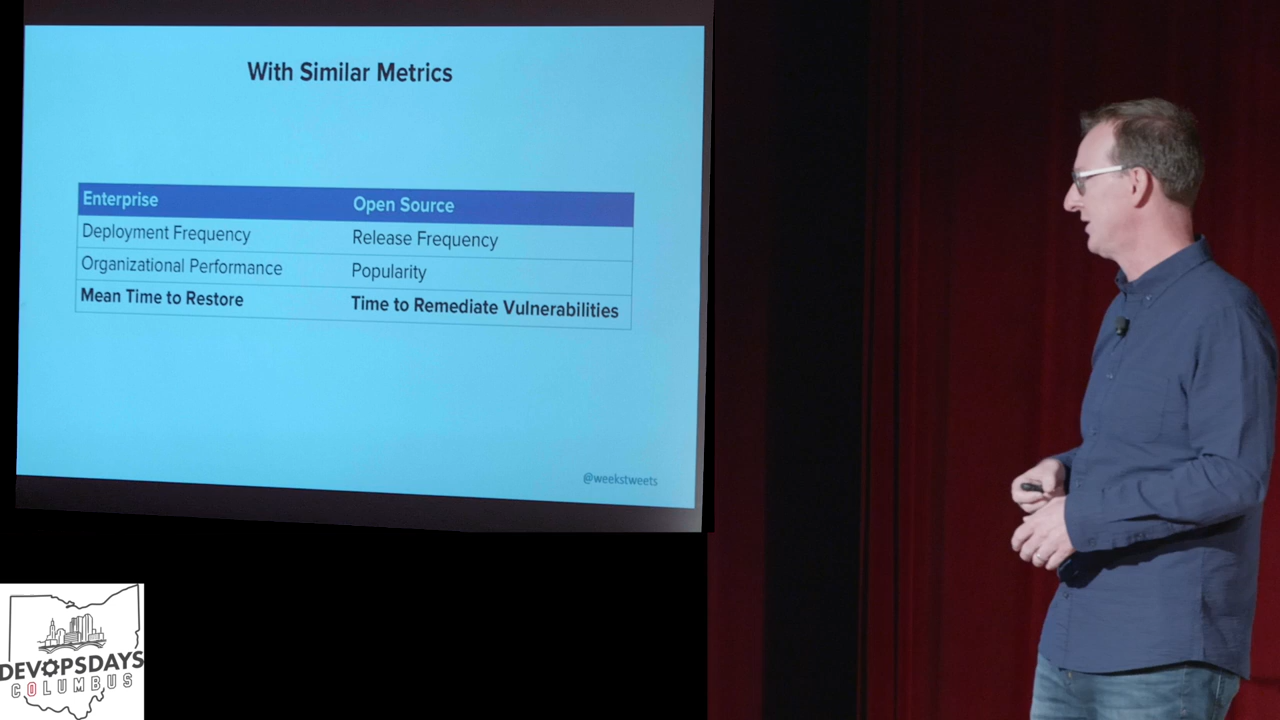 With Similar Metrics
Enterprise Open Source
Deployment Frequency Release Frequency
Organizational Performance Popularity
Mean Time to Restore Time to Remediate Vulnerabilities
@weekstweets
DEVOPSDAYS
COLUMBUS